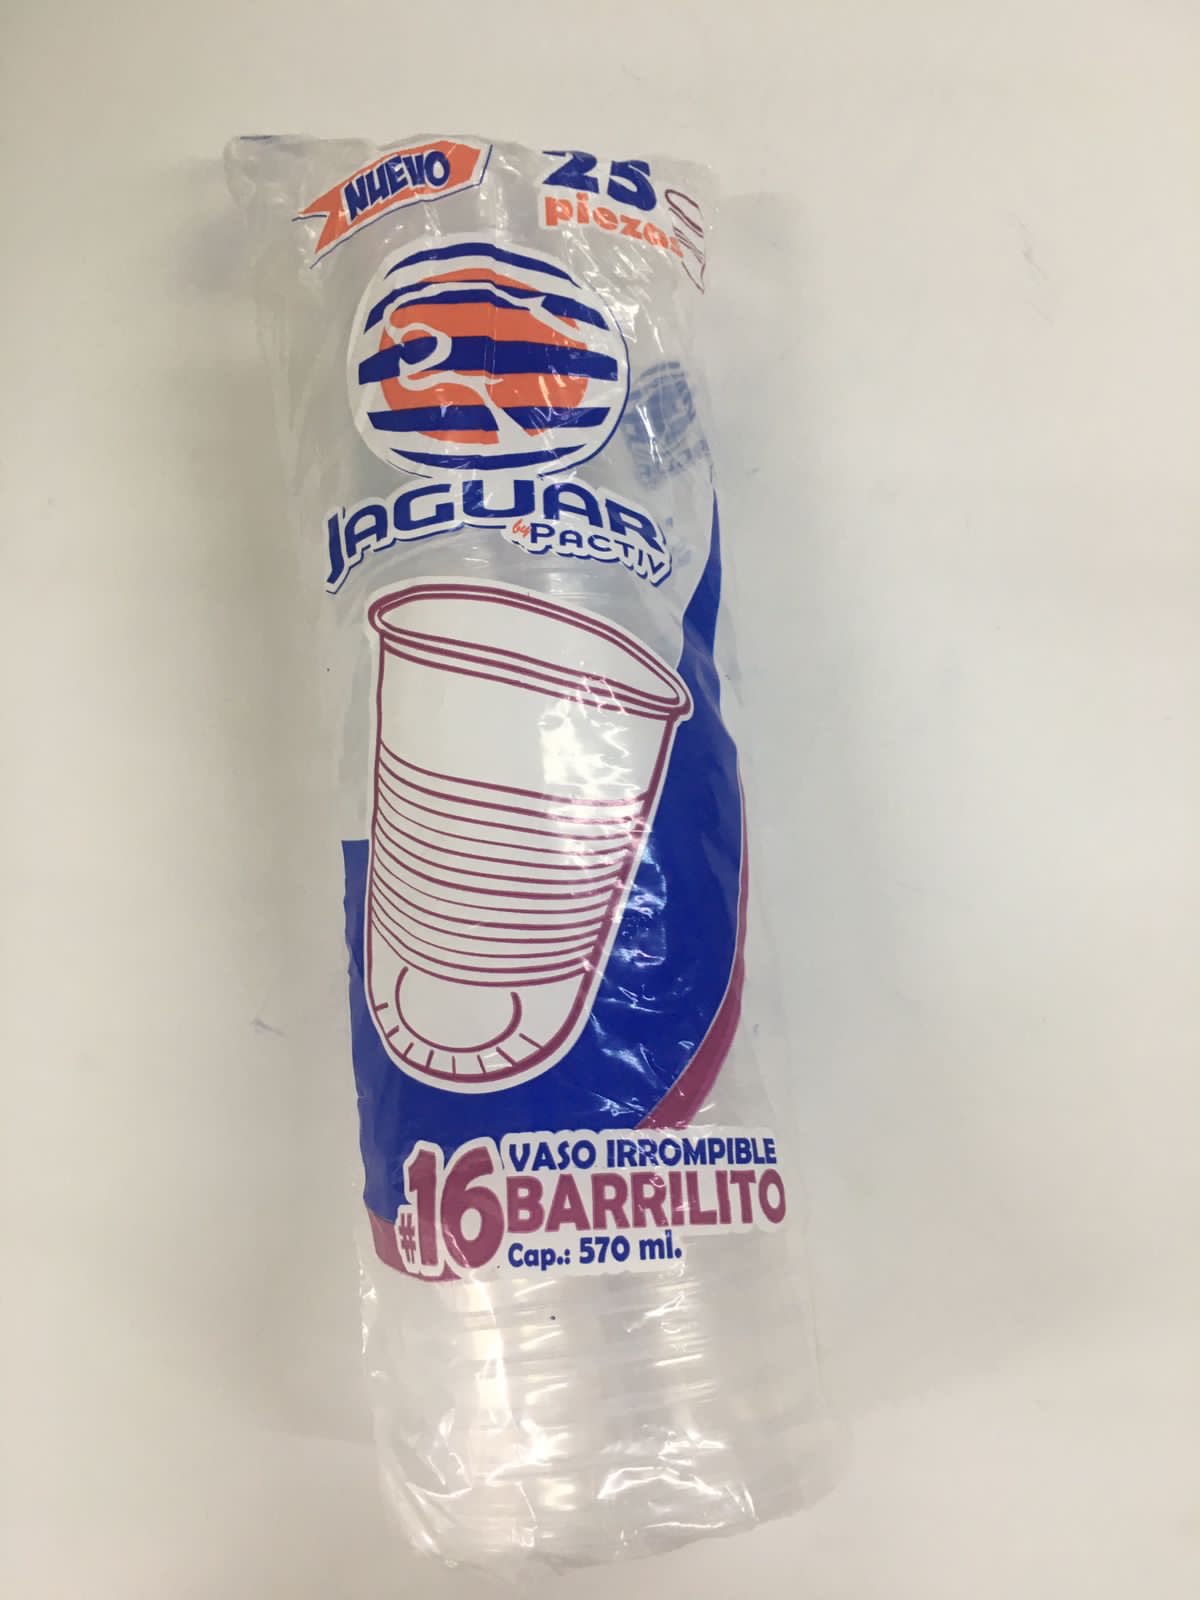 NUEVO
25
piezas
JAGUAR
by PACTIV
#16
VASO IRROMPIBLE
BARRILITO
Cap.: 570 ml.